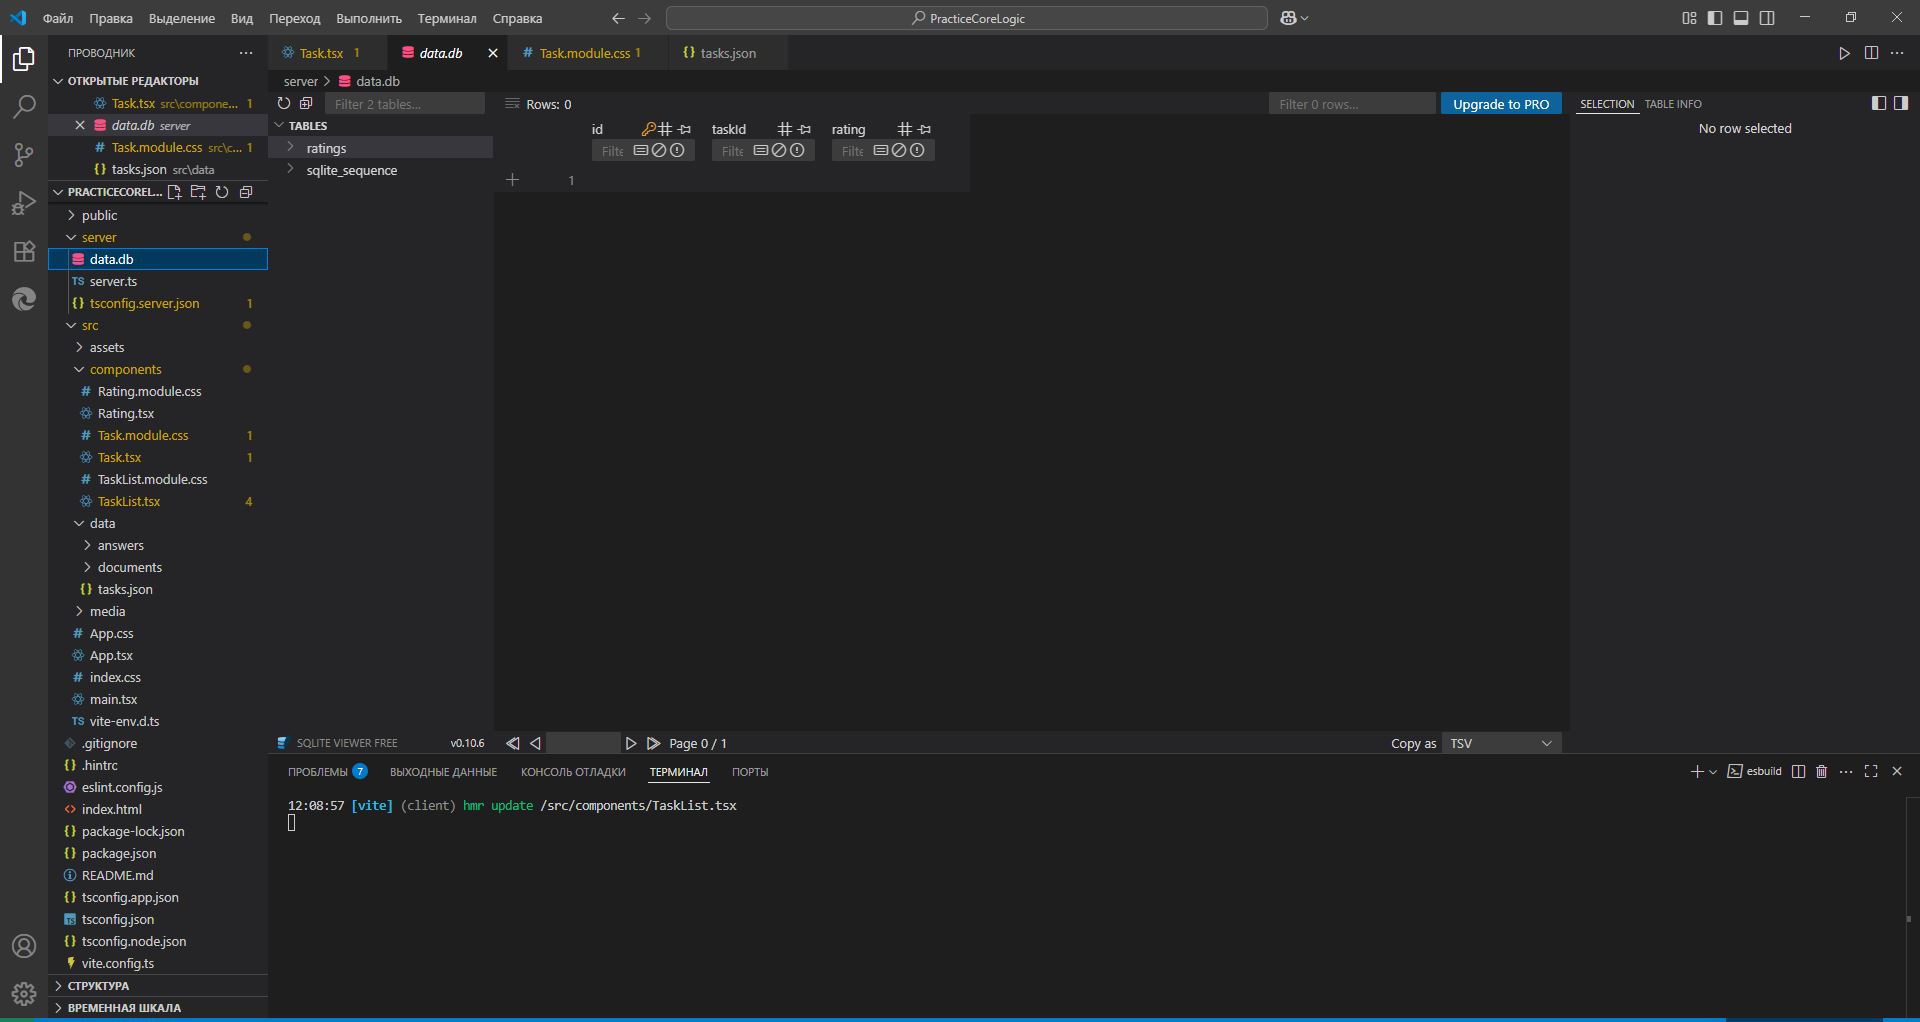 Файл Правка Выделение Вид Переход Выполнить Терминал Справка
PracticeCoreLogic
ПРОВОДНИК
ОТКРЫТЫЕ РЕДАКТОРЫ
Task.tsx src\compone... 1
data.db server
Task.module.css src\c... 1
tasks.json src\data
PRACTICECOREL...
public
server
data.db
TS server.ts
{} tsconfig.server.json 1
src
assets
components
# Rating.module.css
Rating.tsx
# Task.module.css 1
Task.tsx 1
# TaskList.module.css
TaskList.tsx 4
data
answers
documents
{} tasks.json
media
# App.css
App.tsx
# index.css
main.tsx
TS vite-env.d.ts
.gitignore
{} .hintrc
eslint.config.js
<> index.html
{} package-lock.json
{} package.json
README.md
{} tsconfig.app.json
tsconfig.json
{} tsconfig.node.json
vite.config.ts
СТРУКТУРА
ВРЕМЕННАЯ ШКАЛА
Task.tsx 1
data.db
# Task.module.css 1
{} tasks.json
server > data.db
Filter 2 tables...
TABLES
ratings
sqlite_sequence
Rows: 0
Filter 0 rows...
Upgrade to PRO
id taskId rating
Filte Filte Filte
1
SELECTION TABLE INFO
No row selected
SQLITE VIEWER FREE v0.10.6
Page 0 / 1
Copy as TSV
ПРОБЛЕМЫ 7 ВЫХОДНЫЕ ДАННЫЕ КОНСОЛЬ ОТЛАДКИ ТЕРМИНАЛ ПОРТЫ
esbuild
12:08:57 [vite] (client) hmr update /src/components/TaskList.tsx